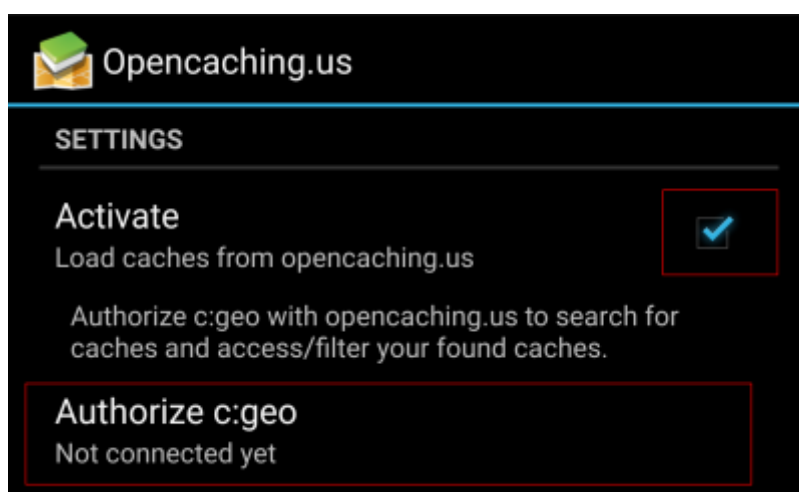 Opencaching.us
SETTINGS
Activate
Load caches from opencaching.us
Authorize c:geo with opencaching.us to search for
caches and access/filter your found caches.
Authorize c:geo
Not connected yet